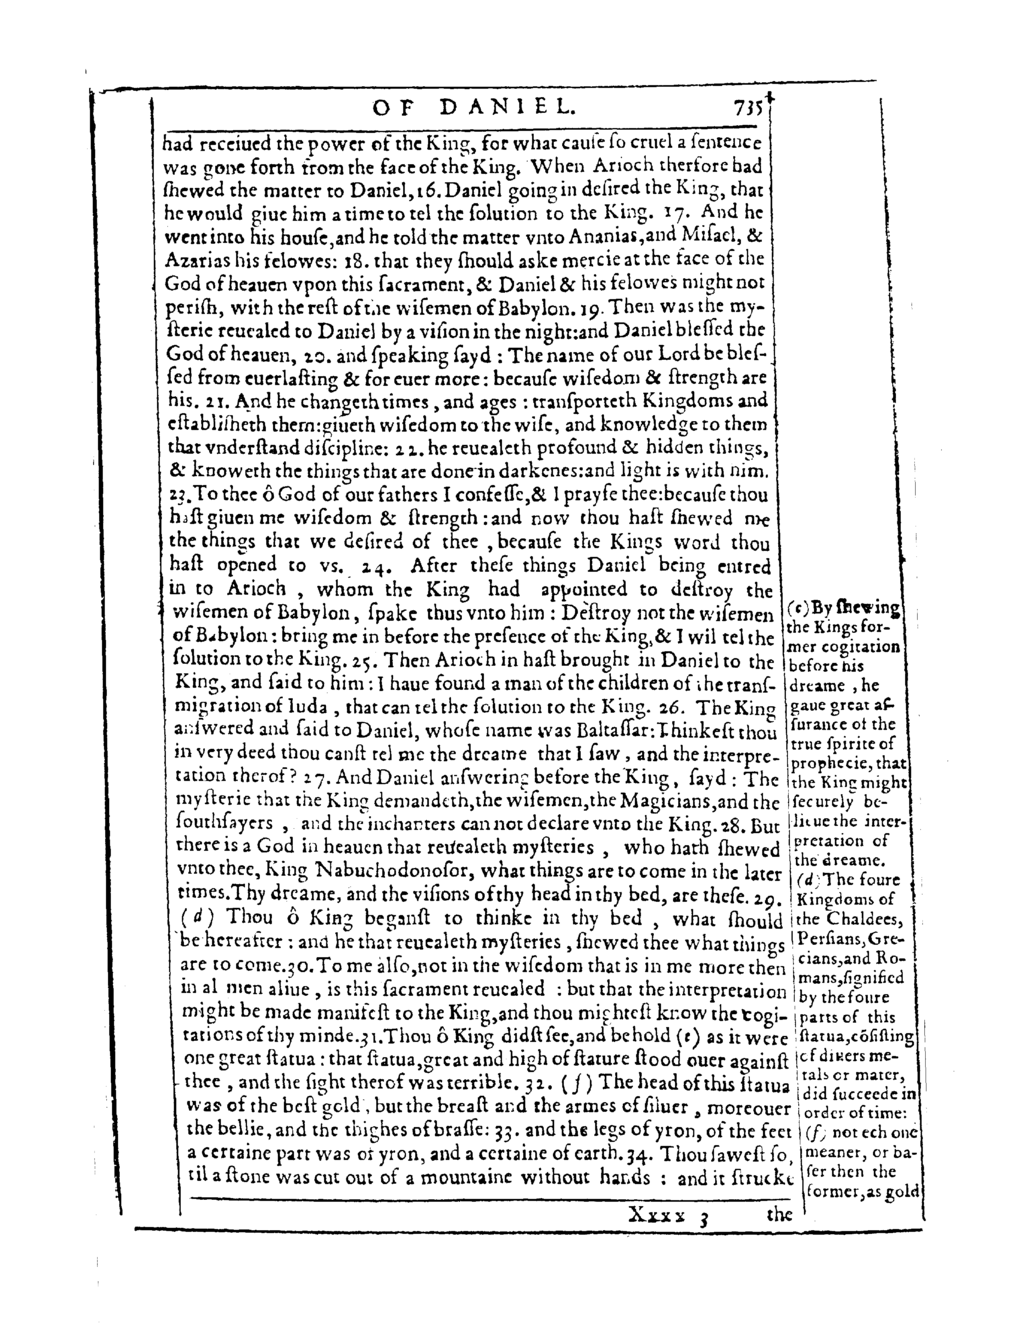 OF DANIEL. 735
had receiued the power of the King, for what cauſe ſo cruel a ſentence
was gone forth from the face of the King. When Arioch therfore had
ſhewed the matter to Daniel, 16. Daniel going in deſired the King, that
he would giue him a time to tel the ſolution to the King. 17. And he
went into his houſe, and he told the matter vnto Ananias, and Miſael, &
Azarias his felowes: 18. that they ſhould aske mercie at the face of the
God of heauen vpon this ſacrament, & Daniel & his felowes might not
periſh, with the reſt of the wiſemen of Babylon. 19. Then was the my-
ſterie reuealed to Daniel by a viſion in the night: and Daniel bleſſed the
God of heauen, 20. and ſpeaking ſayd : The name of our Lord be bleſ-
ſed from euerlaſting & for euer more: becauſe wiſedom & ſtrength are
his. 21. And he changeth times, and ages : tranſporteth Kingdoms and
eſtabliſheth them: giueth wiſedom to the wiſe, and knowledge to them
that vnderſtand diſcipline: 22. he reuealeth profound & hidden things,
& knoweth the things that are done in darkenes: and light is with him.
23. To thee ô God of our fathers I confeſſe, & I prayſe thee: becauſe thou
haſt giuen me wiſedom & ſtrength : and now thou haſt ſhewed me
the things that we deſired of thee , becauſe the Kings word thou
haſt opened to vs. 24. After theſe things Daniel being entred
in to Arioch , whom the King had appointed to deſtroy the
wiſemen of Babylon, ſpake thus vnto him : Deſtroy not the wiſemen
of Babylon : bring me in before the preſence of the King, & I wil tel the
ſolution to the King. 25. Then Arioch in haſt brought in Daniel to the
King, and ſaid to him : I haue found a man of the children of the tranſ-
migration of Iuda , that can tel the ſolution to the King. 26. The King
anſwered and ſaid to Daniel, whoſe name was Baltaſſar: Thinkeſt thou
in very deed thou canſt tel me the dreame that I ſaw , and the interpre-
tation therof? 27. And Daniel anſwering before the King, ſayd : The
myſterie that the King demandeth, the wiſemen, the Magicians, and the
ſouthſayers , and the inchanters can not declare vnto the King. 28. But
there is a God in heauen that reuealeth myſteries , who hath ſhewed
vnto thee, King Nabuchodonoſor, what things are to come in the later
times. Thy dreame, and the viſions of thy head in thy bed, are theſe. 29.
(d) Thou ô King beganſt to thinke in thy bed , what ſhould
be hereafter : and he that reuealeth myſteries, ſhewed thee what things
are to come. 30. To me alſo, not in the wiſedom that is in me more then
in al men aliue , is this ſacrament reuealed : but that the interpretation
might be made manifeſt to the King, and thou mighteſt know the cogi-
tations of thy minde. 31. Thou ô King didſt ſee, and behold (e) as it were
one great ſtatua : that ſtatua, great and high of ſtature ſtood ouer againſt
thee , and the ſight therof was terrible. 32. (f) The head of this ſtatua
was of the beſt gold, but the breaſt and the armes of ſiluer , moreouer
the bellie, and the thighes of braſſe: 33. and the legs of yron, of the feet
a certaine part was of yron, and a certaine of earth. 34. Thou ſaweſt ſo,
til a ſtone was cut out of a mountaine without hands : and it ſtrucke
Xxxx 3 the
(c) By ſhewing
the Kings for-
mer cogitation
before his
dreame , he
gaue great aſ-
ſurance of the
true ſpirite of
prophecie, that
the King might
ſecurely be-
lieue the inter-
pretation of
the dreame.
(d) The foure
Kingdoms of
the Chaldees,
Perſians, Gre-
cians, and Ro-
mans, ſignified
by the foure
parts of this
ſtatua, cõſiſting
of diuers me-
tals or mater,
did ſucceede in
order of time:
(f) not ech one
meaner, or ba-
ſer then the
former, as gold